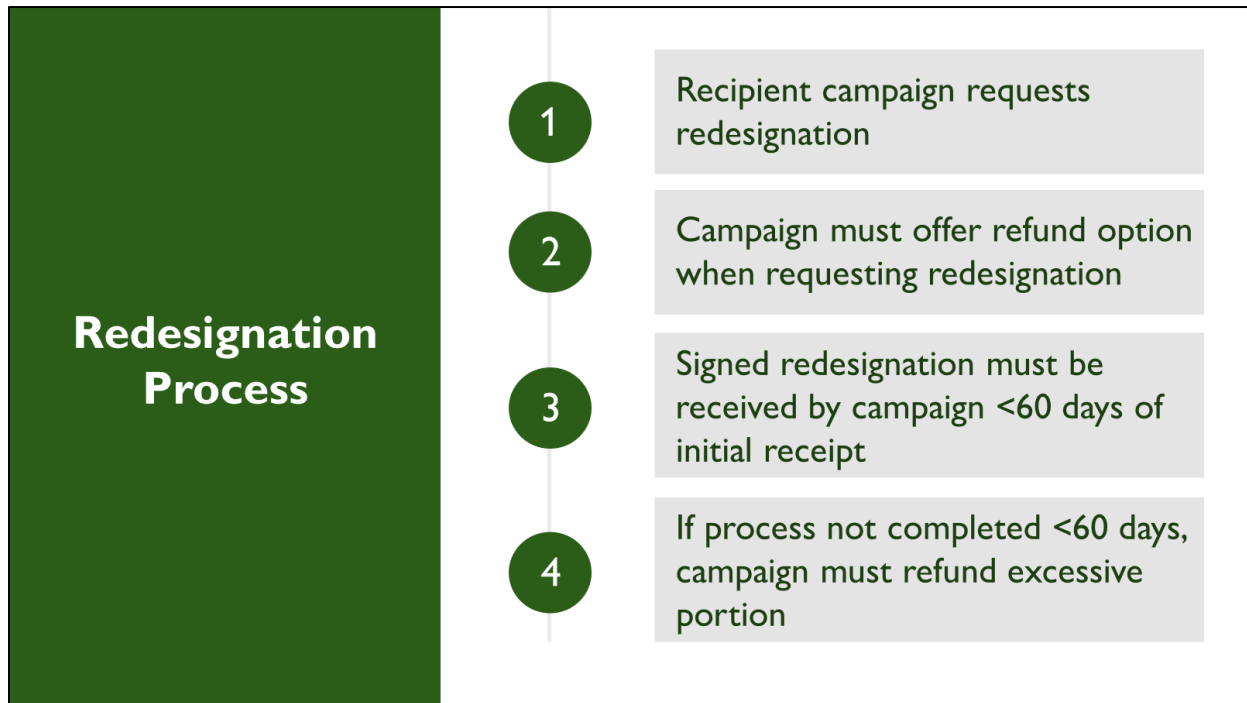 Redesignation
Process
1
Recipient campaign requests
redesignation
2
Campaign must offer refund option
when requesting redesignation
3
Signed redesignation must be
received by campaign <60 days of
initial receipt
4
If process not completed <60 days,
campaign must refund excessive
portion